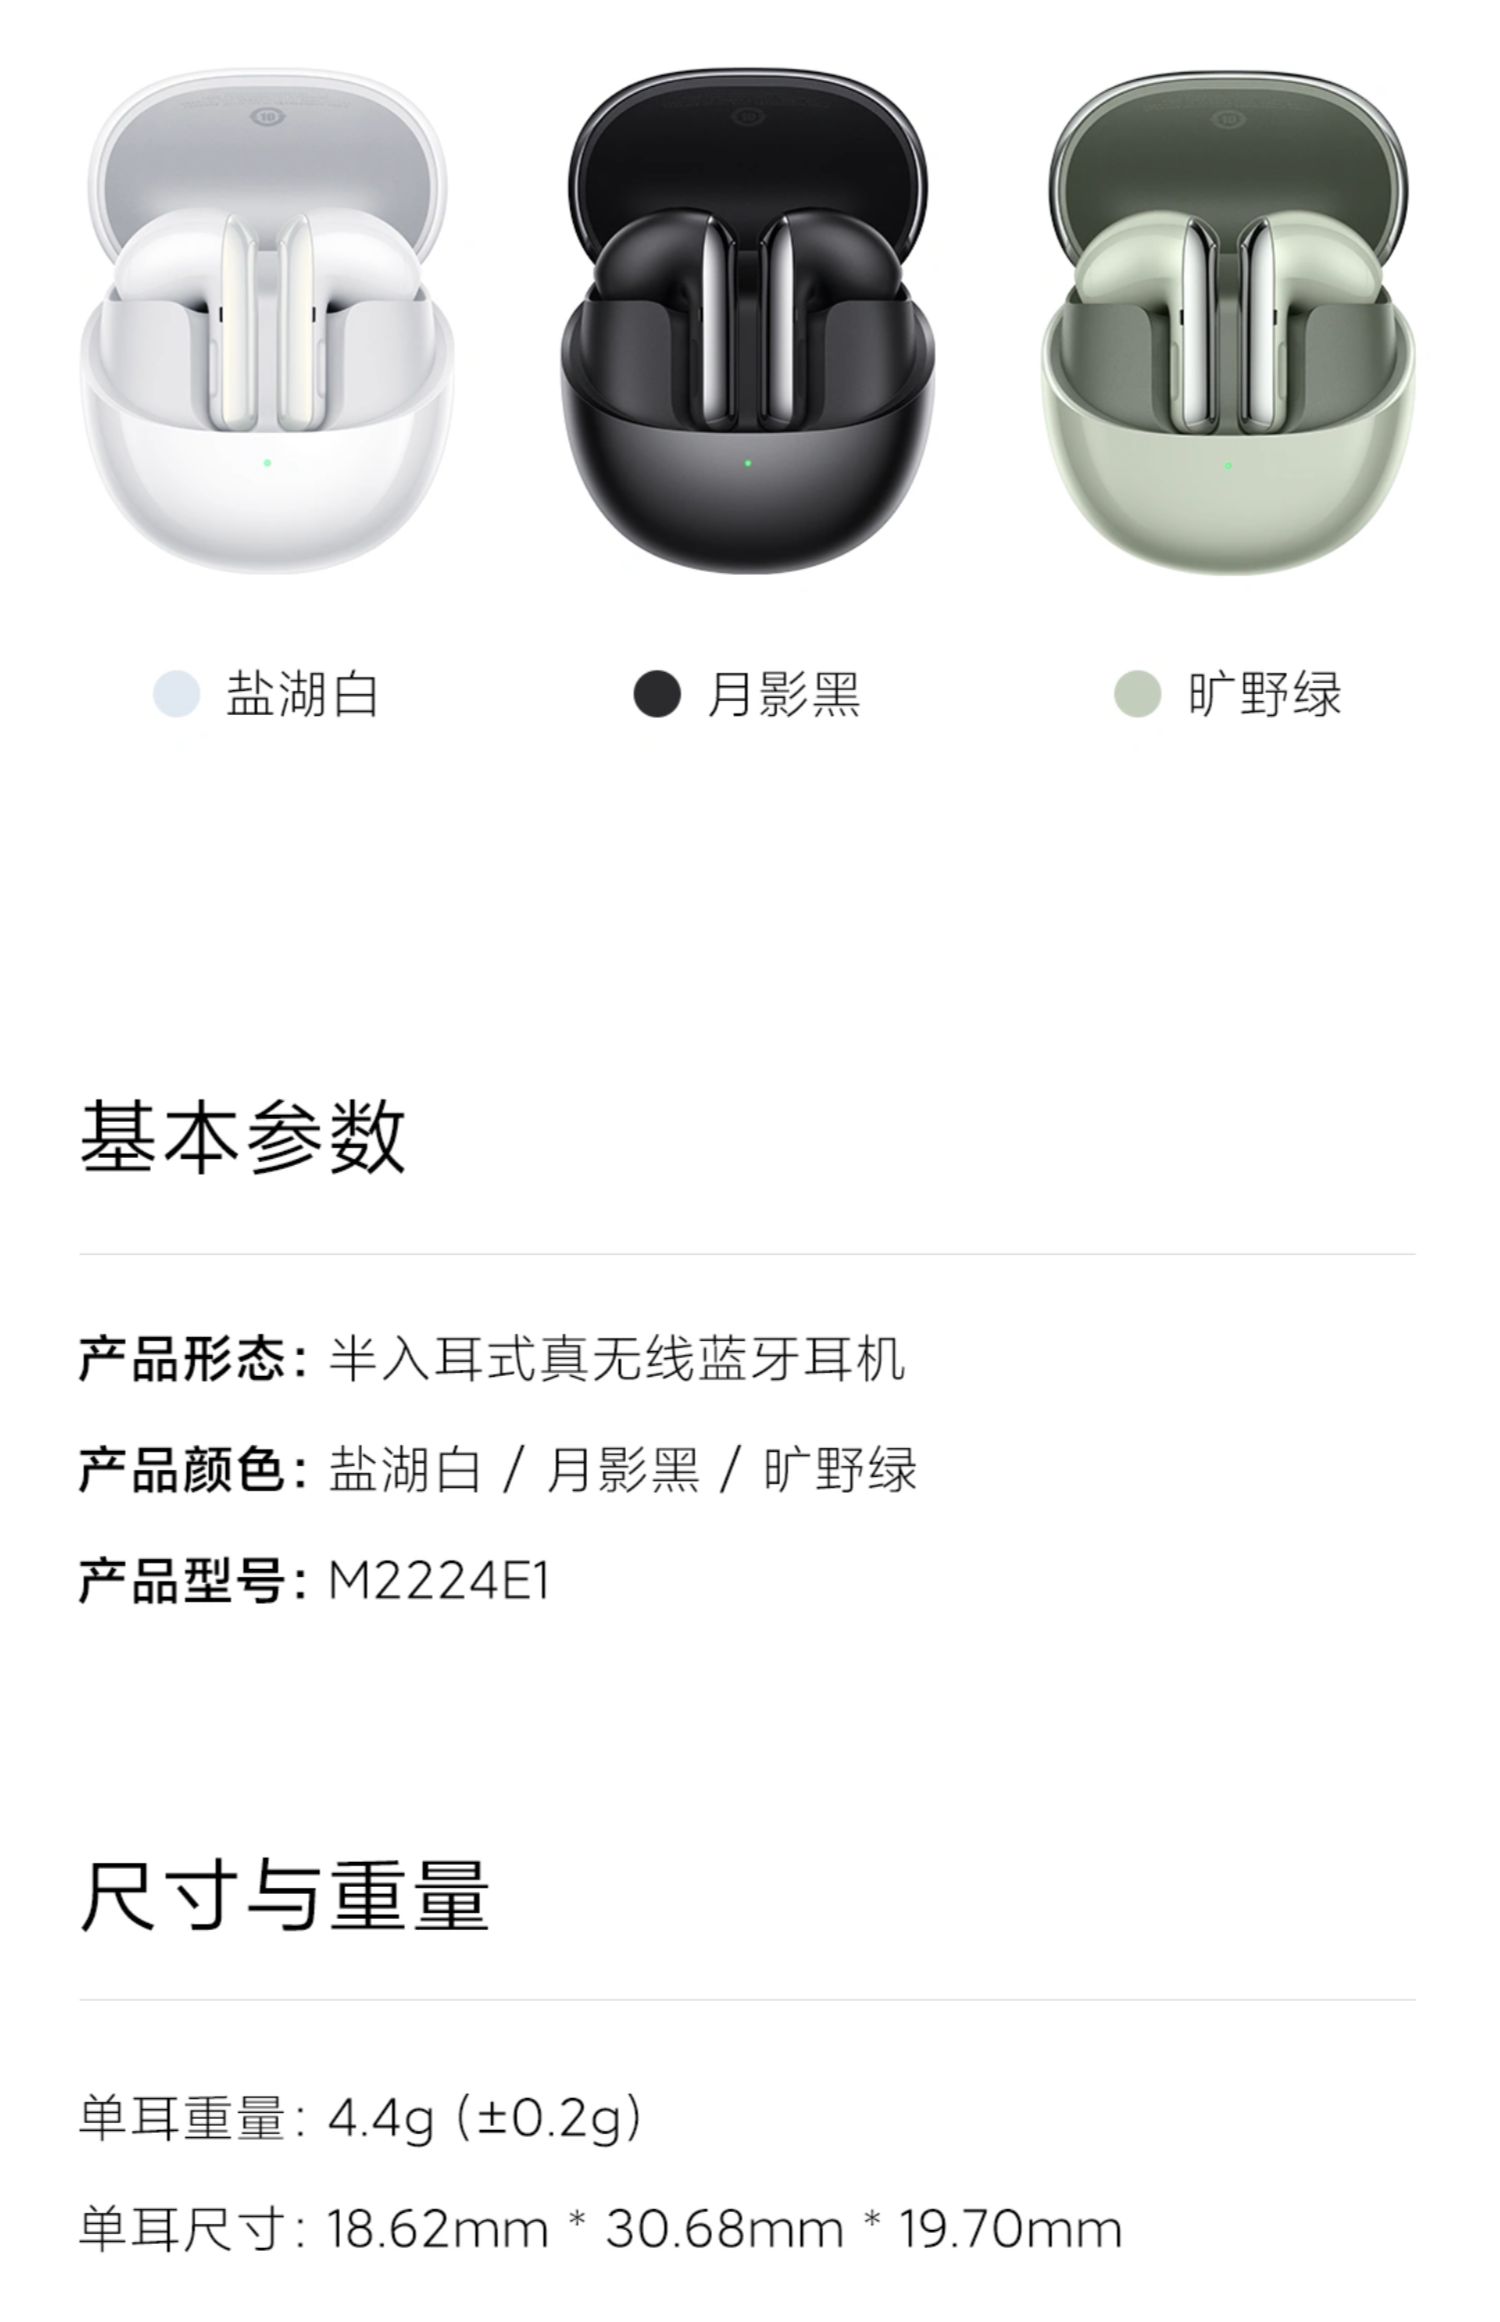 盐湖白
月影黑
旷野绿
基本参数
产品形态：半入耳式真无线蓝牙耳机
产品颜色：盐湖白 / 月影黑 / 旷野绿
产品型号：M2224E1
尺寸与重量
单耳重量：4.4g (±0.2g)
单耳尺寸：18.62mm * 30.68mm * 19.70mm